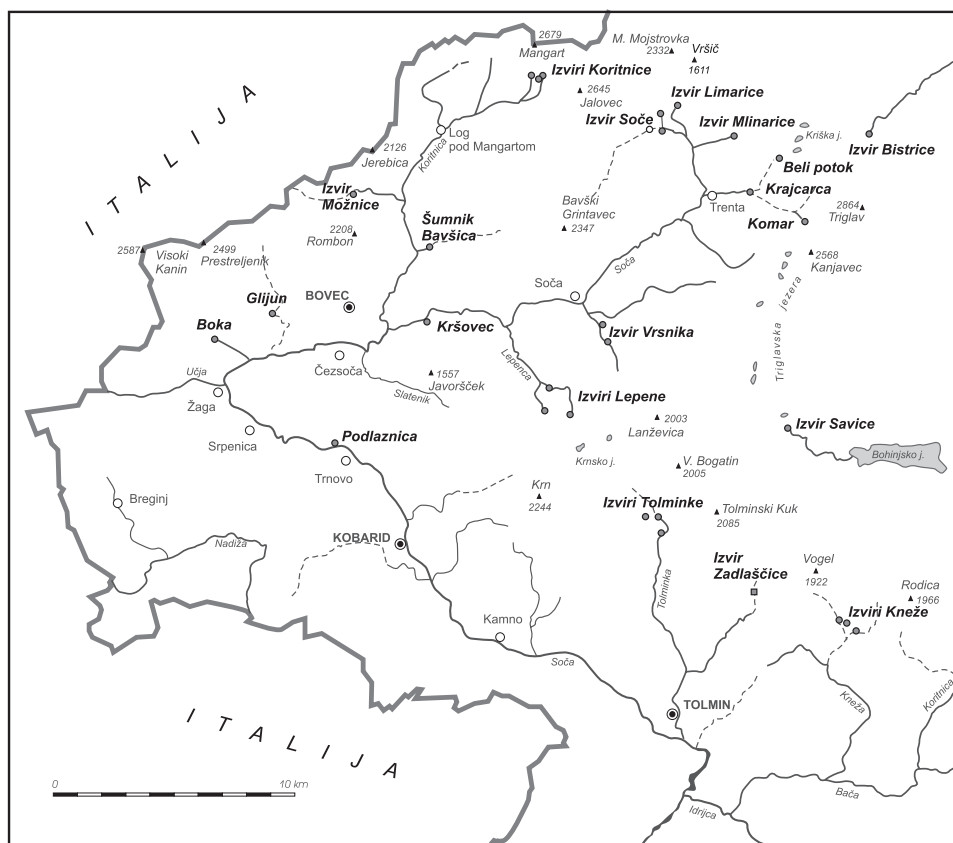 2679
Mangart
M. Mojstrovka
2332
Vršič
1611
Izviri Koritnice
2645
Jalovec
Izvir Limarice
Izvir Soče
Izvir Mlinarice
Kriška j.
Izvir Bistrice
ITALIJA
Log
pod Mangartom
Koritnica
2126
Jerebica
Beli potok
Krajcarca
Izvir
Možnice
Trenta
2864
Triglav
Komar
Bavški
Grintavec
2347
Šumnik
Bavšica
2208
Rombon
2587
Visoki
Kanin
2499
Prestreljenik
2568
Kanjavec
Soča
Soča
Triglavska jezera
Glijun
BOVEC
Boka
Kršovec
Izvir Vrsnika
Čezsoča
Lepenca
Učja
1557
Javoršček
Slatenik
Žaga
Izviri Lepene
2003
Lanževica
Izvir Savice
Srpenica
Podlaznica
Bohinjsko j.
Trnovo
Krnsko j.
V. Bogatin
2005
Krn
2244
Breginj
Izviri Tolminke
Tolminski Kuk
2085
Nadiža
KOBARID
Izvir
Zadlaščice
Vogel
1922
Tolminka
Rodica
1966
Izviri Kneže
Kamno
Soča
Kneža
Koritnica
TOLMIN
ITALIJA
0
10 km
Bača
Idrijca